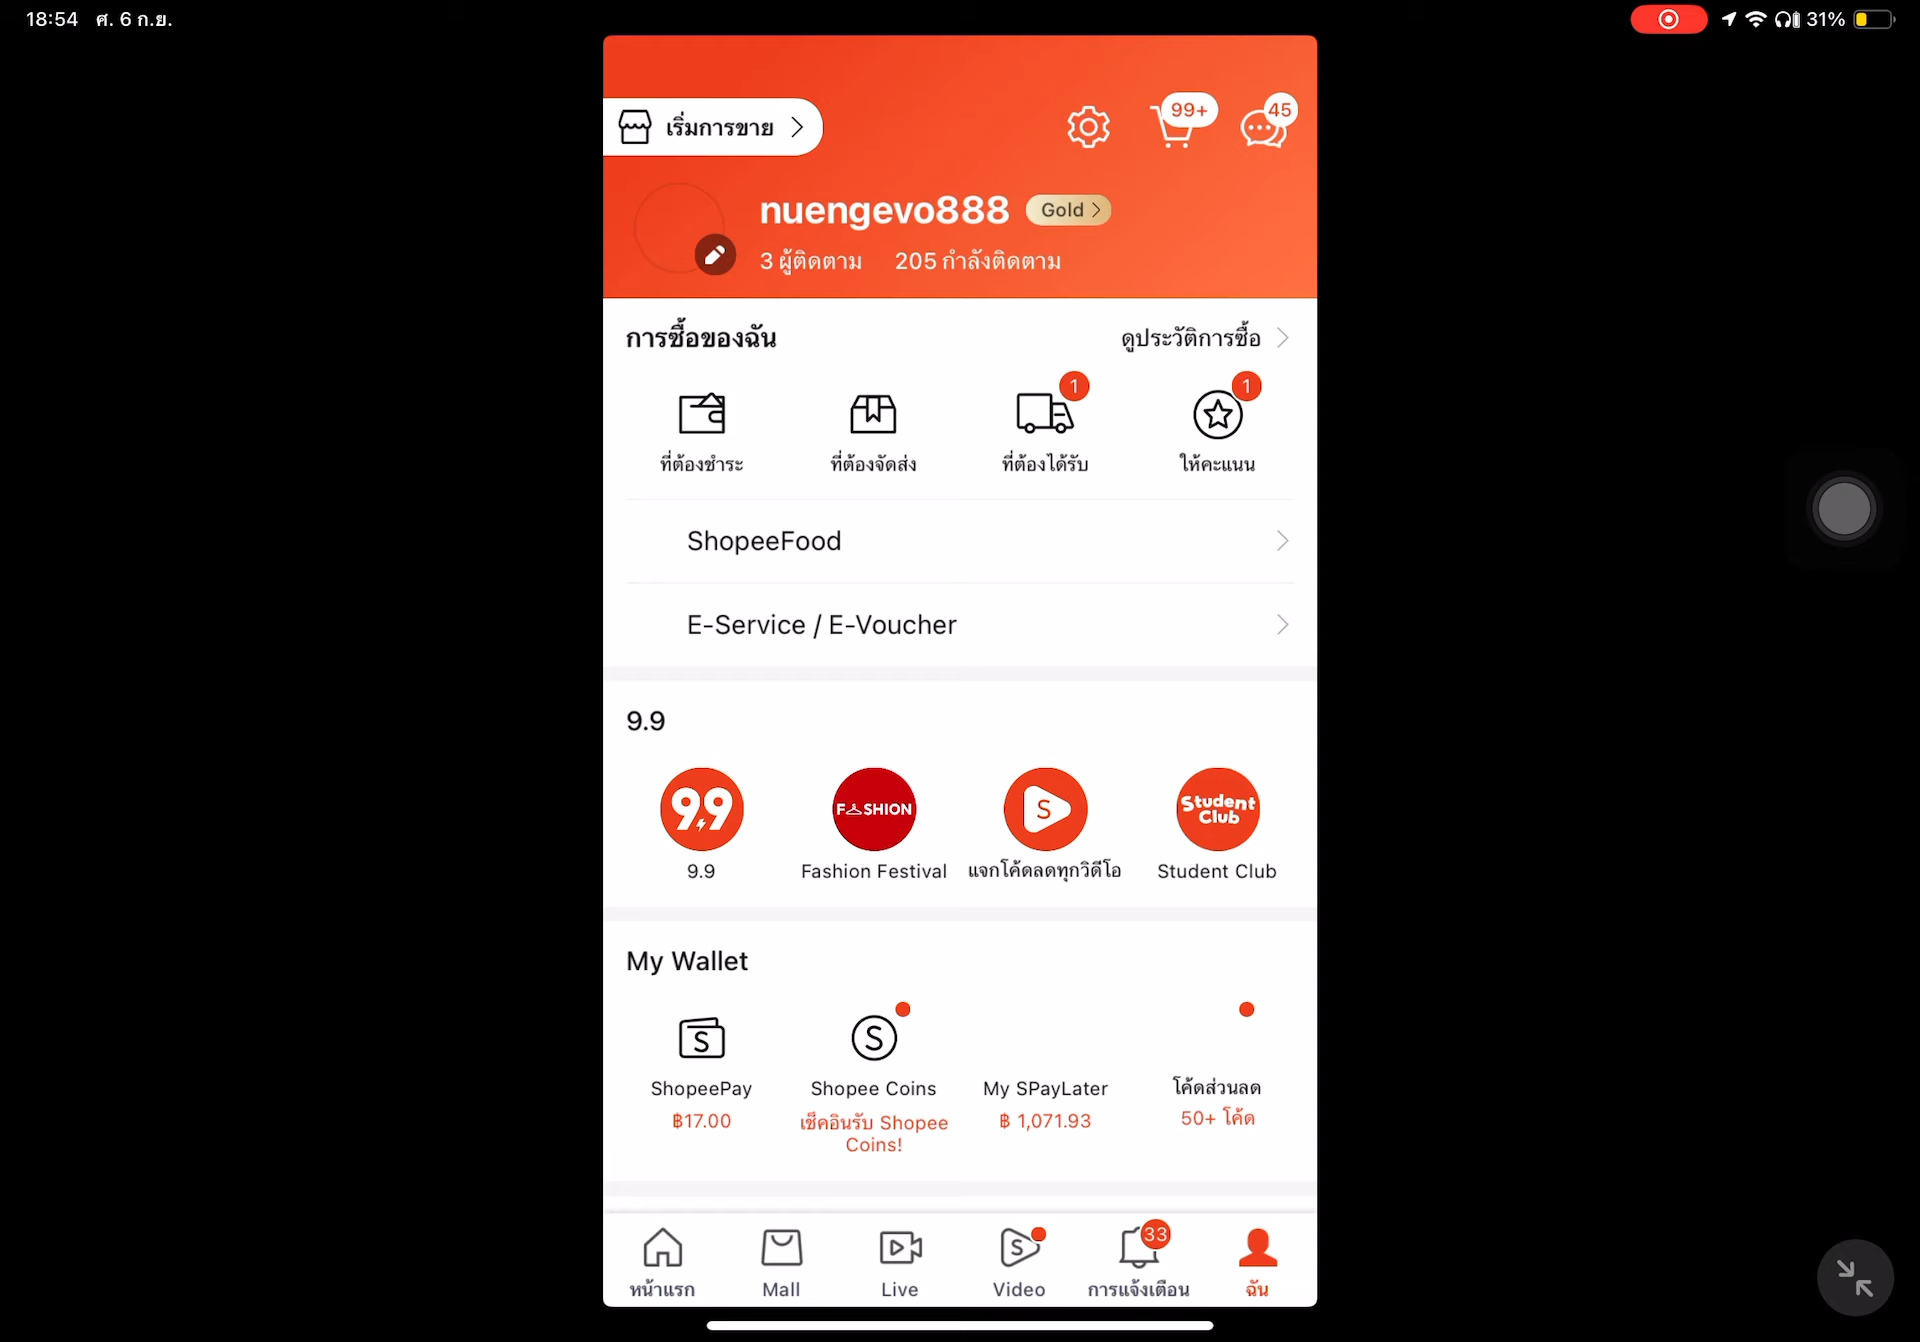 18:54 ศ. 6 ก.ย.
31%
เริ่มการขาย
99+
45
nuengevo888
Gold
3 ผู้ติดตาม 205 กำลังติดตาม
การซื้อของฉัน
ดูประวัติการซื้อ
1
1
ที่ต้องชำระ
ที่ต้องจัดส่ง
ที่ต้องได้รับ
ให้คะแนน
ShopeeFood
E-Service / E-Voucher
9.9
9.9
FASHION
S
Student Club
9.9
Fashion Festival
แจกโค้ดลดทุกวิดีโอ
Student Club
My Wallet
S
S
ShopeePay
Shopee Coins
My SPayLater
โค้ดส่วนลด
฿17.00
เช็คอินรับ Shopee Coins!
฿ 1,071.93
50+ โค้ด
S
33
หน้าแรก
Mall
Live
Video
การแจ้งเตือน
ฉัน